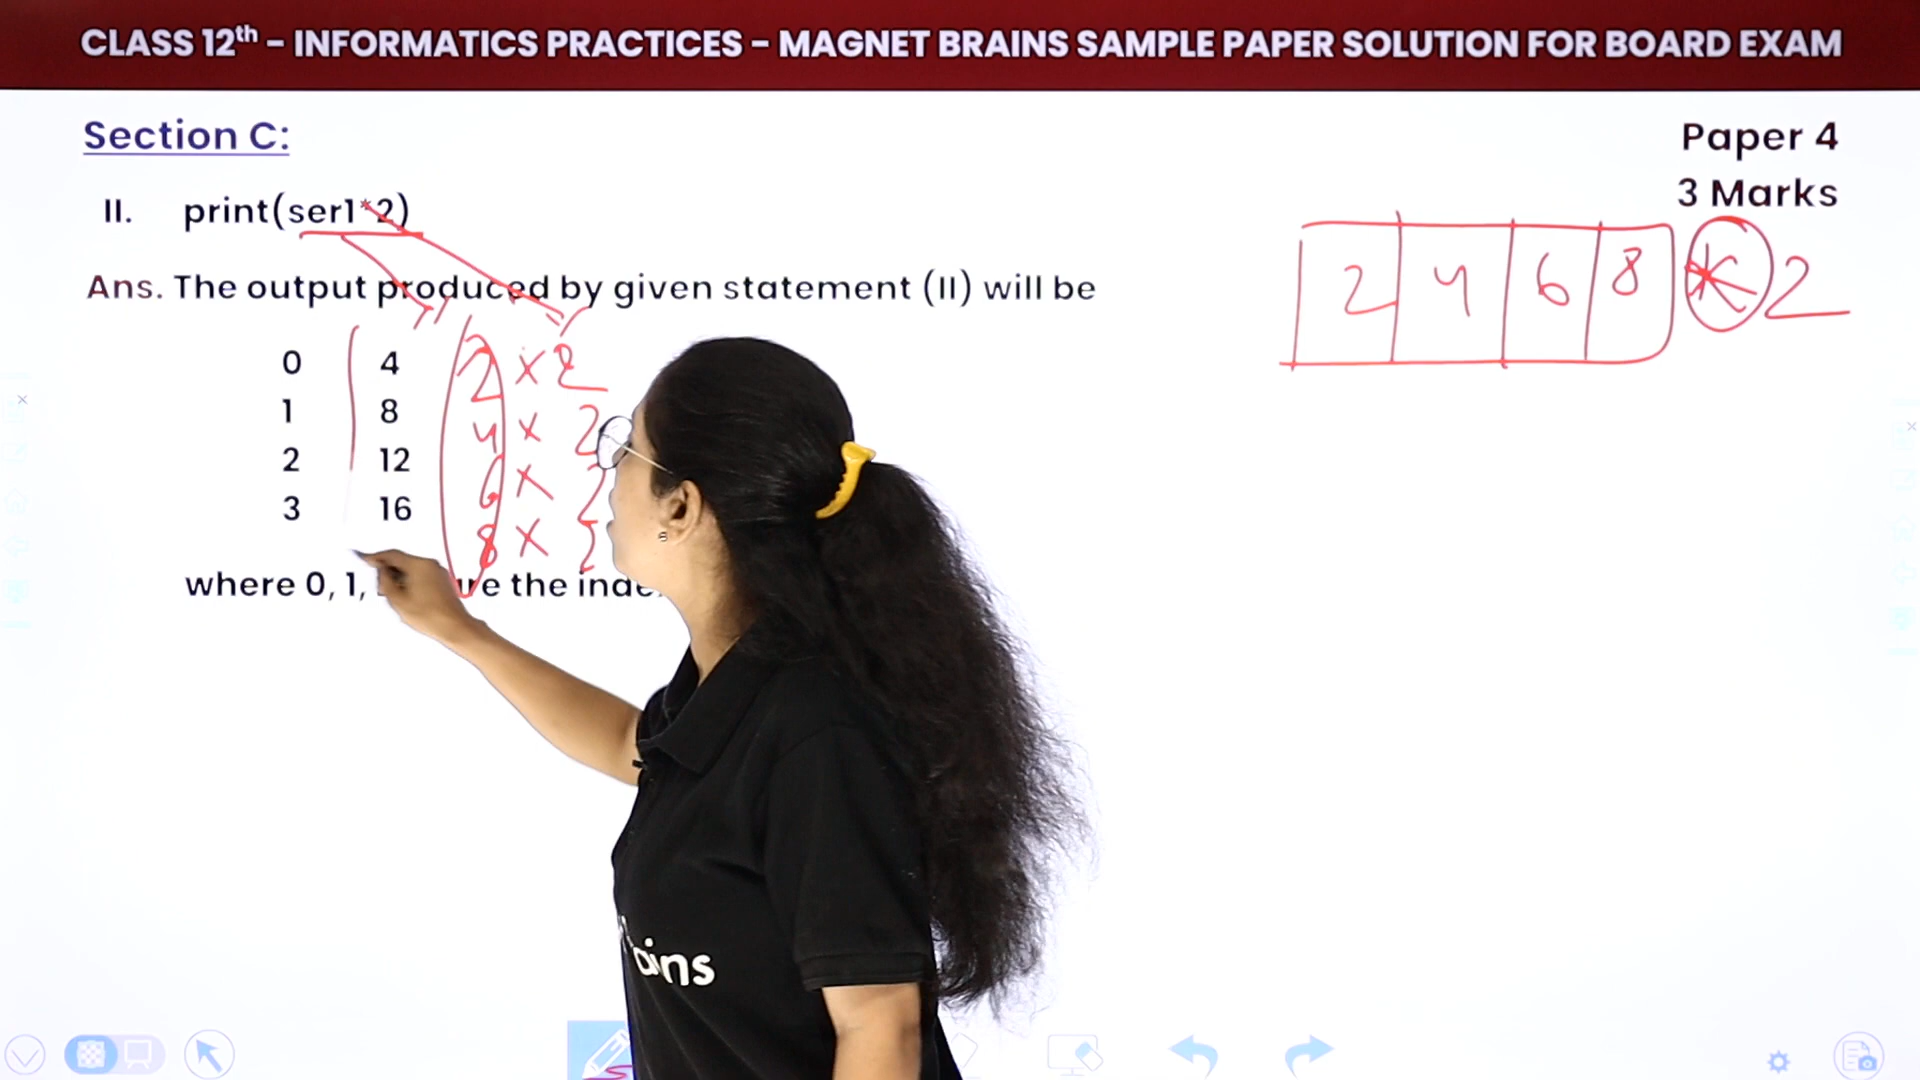 CLASS 12th – INFORMATICS PRACTICES – MAGNET BRAINS SAMPLE PAPER SOLUTION FOR BOARD EXAM
Section C:
Paper 4
3 Marks
II. print(ser1*2)
2 4 6 8 * 2
Ans. The output produced by given statement (II) will be
0 4 2 × 2
1 8 4 × 2
2 12 6 × 2
3 16 8 × 2
where 0, 1, are the
ains